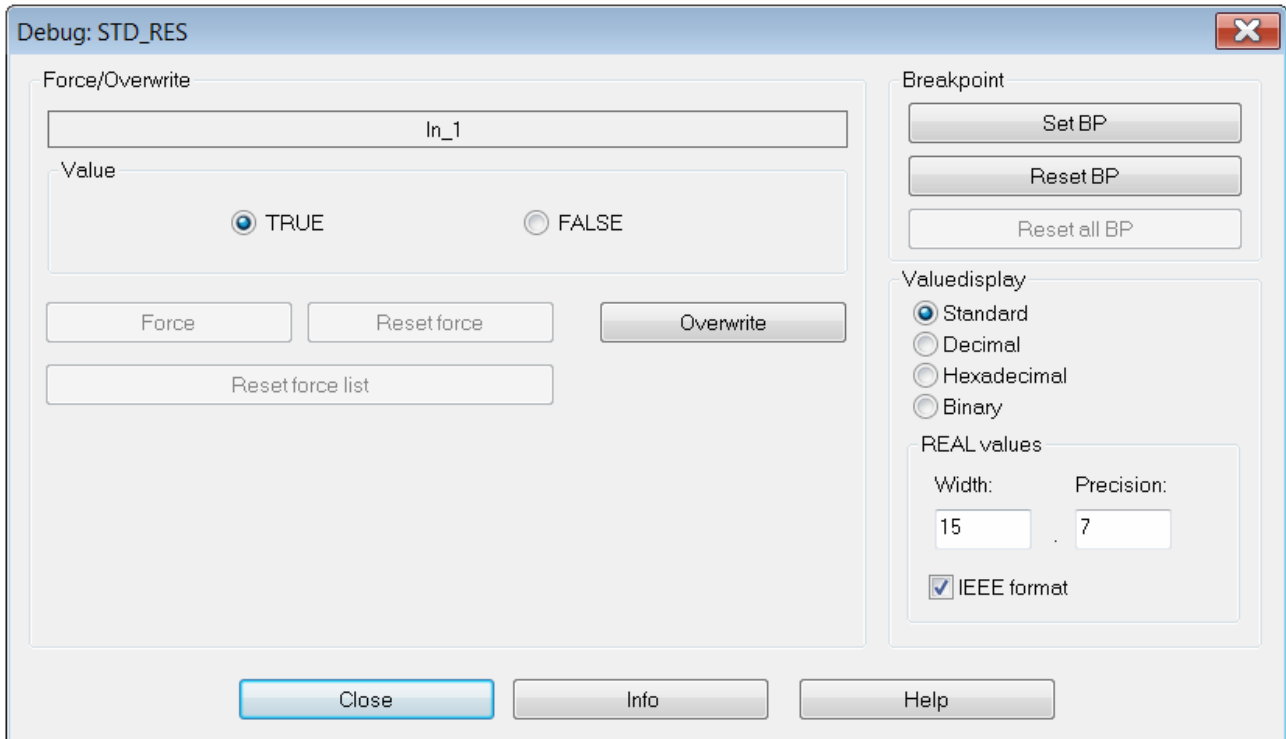 Debug: STD_RES
Force/Overwrite
In_1
Value
TRUE FALSE
Force Reset force Overwrite
Reset force list
Breakpoint
Set BP
Reset BP
Reset all BP
Valuedisplay
Standard
Decimal
Hexadecimal
Binary
REAL values
Width: Precision:
15 . 7
IEEE format
Close Info Help